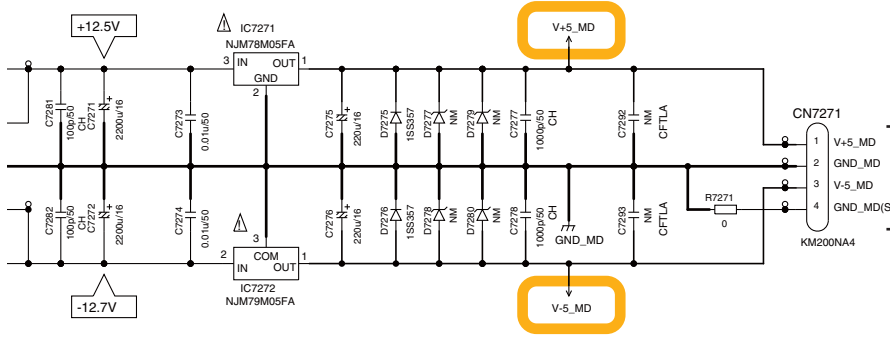 +12.5V
IC7271
NJM78M05FA
3 IN OUT 1
GND
2
V+5_MD
C7281
100p/50
CH
C7271
2200u/16
C7273
0.01u/50
C7275
220u/16
D7275
1SS357
D7277
NM
D7279
NM
C7277
1000p/50
CH
C7292
NM
CFTLA
CN7271
1 V+5_MD
2 GND_MD
3 V-5_MD
4 GND_MD(S
KM200NA4
R7271
0
C7282
100p/50
CH
C7272
2200u/16
C7274
0.01u/50
C7276
220u/16
D7276
1SS357
D7278
NM
D7280
NM
C7278
1000p/50
CH
GND_MD
C7293
NM
CFTLA
3
COM
2 IN OUT 1
IC7272
NJM79M05FA
-12.7V
V-5_MD